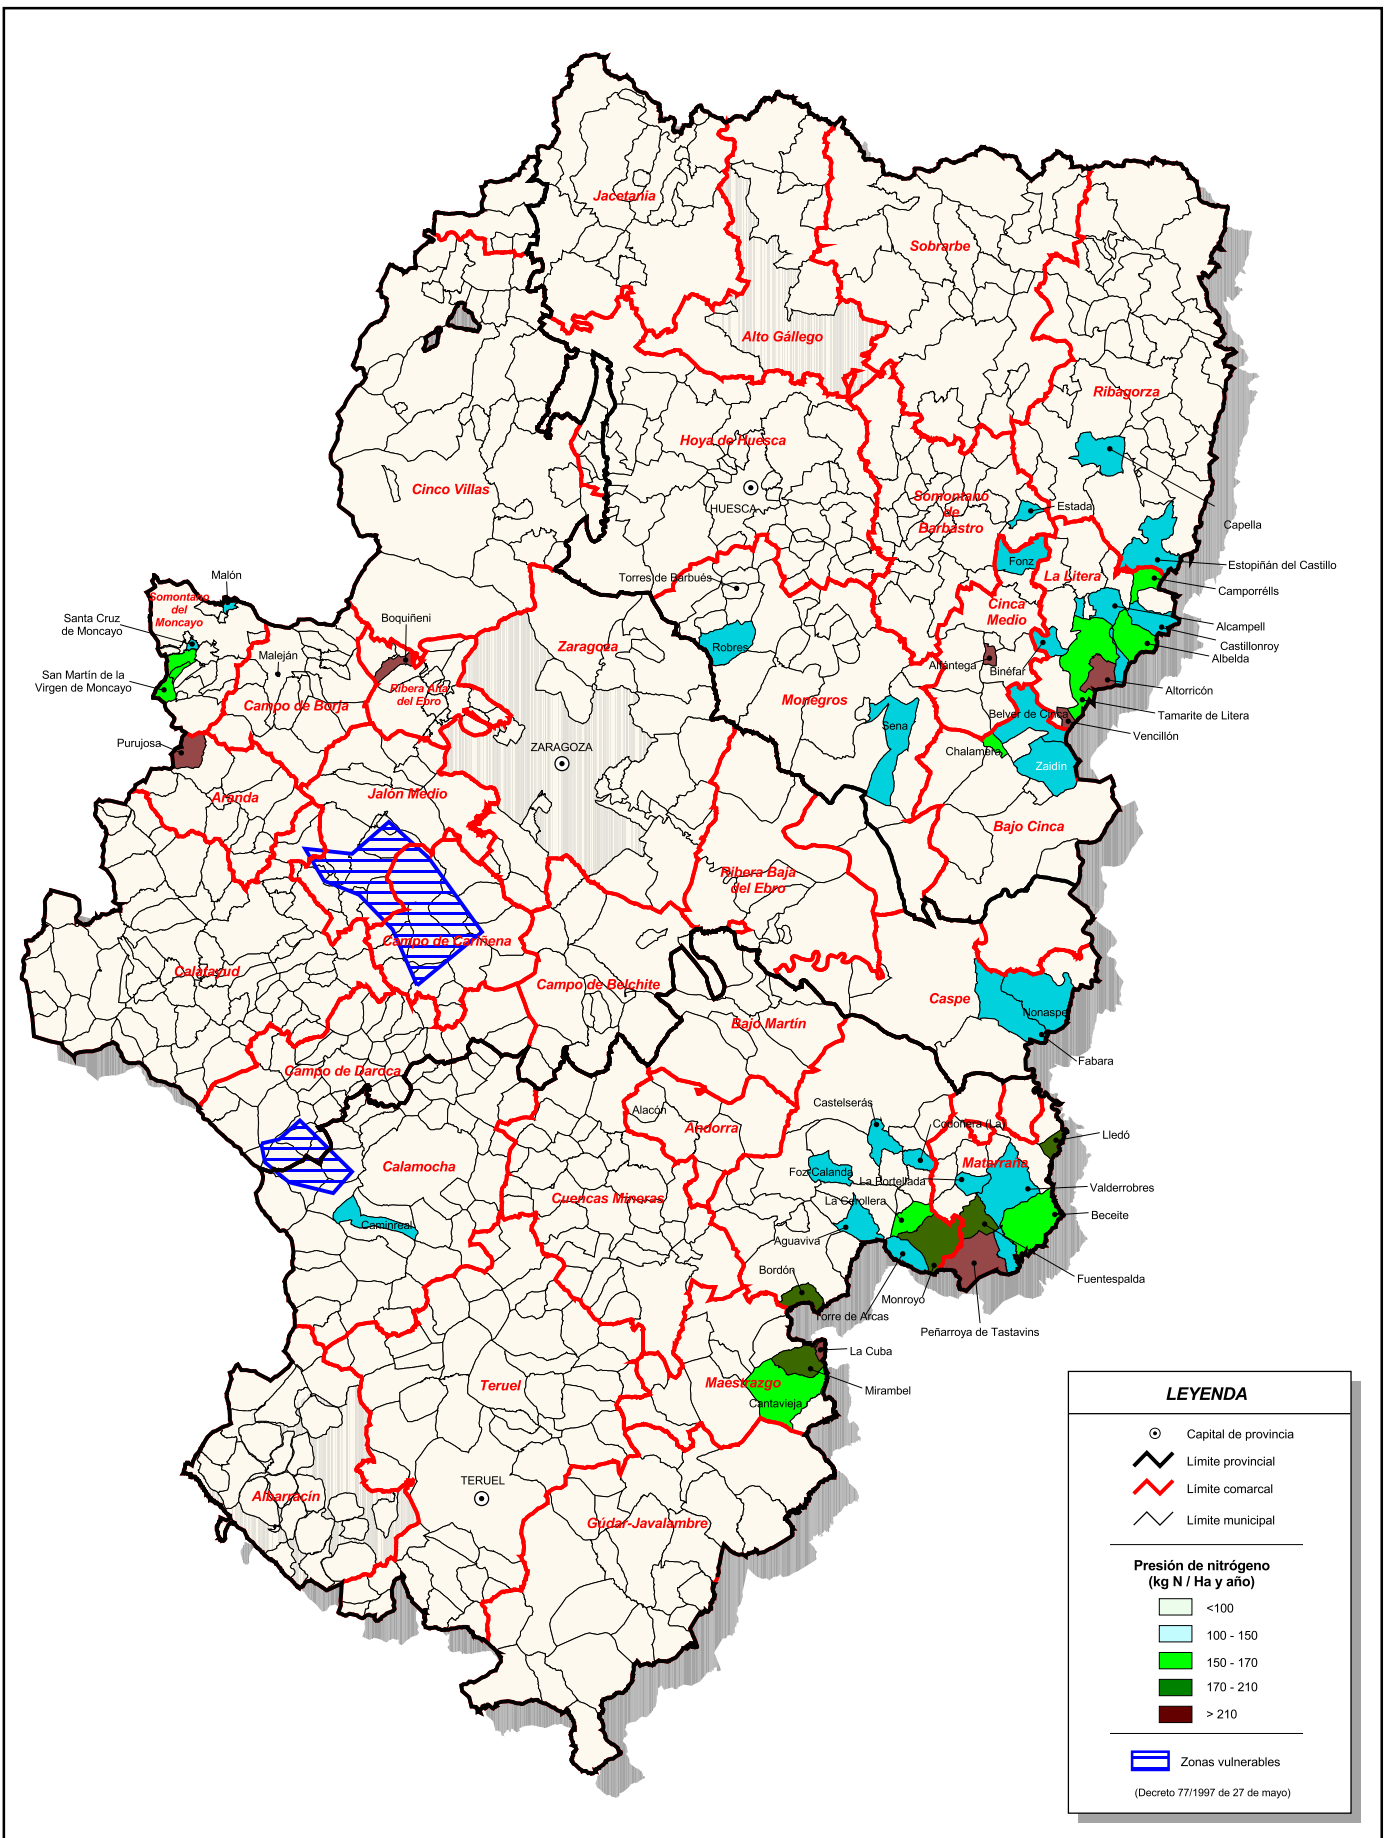 Jacetania
Sobrarbe
Alto Gállego
Ribagorza
Hoya de Huesca
Cinco Villas
HUESCA
Somontano
de
Barbastro
Estada
Capella
Fonz
Estopiñán del Castillo
La Litera
Camporrélls
Torres de Barbués
Malón
Somontano
del
Moncayo
Santa Cruz
de Moncayo
Boquiñeni
Cinca
Medio
Alcampell
Castillonroy
Albelda
Zaragoza
Robres
Maleján
San Martín de la
Virgen de Moncayo
Alfántega
Binéfar
Altorricón
Ribera Alta
del Ebro
Campo de Borja
Monegros
Tamarite de Litera
Belver de Cinca
Sena
Vencillón
Purujosa
ZARAGOZA
Chalamera
Zaidín
Aranda
Jalón Medio
Bajo Cinca
Ribera Baja
del Ebro
Campo de Cariñena
Calatayud
Campo de Belchite
Caspe
Nonaspe
Bajo Martín
Fabara
Campo de Daroca
Castelserás
Alacón
Andorra
Codoñera (La)
Lledó
Calamocha
Matarraña
Foz-Calanda
La Portellada
Valderrobres
Cuencas Mineras
La Cerollera
Beceite
Caminreal
Aguaviva
Bordón
Fuentespalda
Monroyo
Torre de Arcas
Peñarroya de Tastavins
La Cuba
Teruel
Maestrazgo
Mirambel
Cantavieja
TERUEL
Albarracín
Gúdar-Javalambre
LEYENDA
Capital de provincia
Límite provincial
Límite comarcal
Límite municipal
Presión de nitrógeno
(kg N / Ha y año)
<100
100 - 150
150 - 170
170 - 210
> 210
Zonas vulnerables
(Decreto 77/1997 de 27 de mayo)